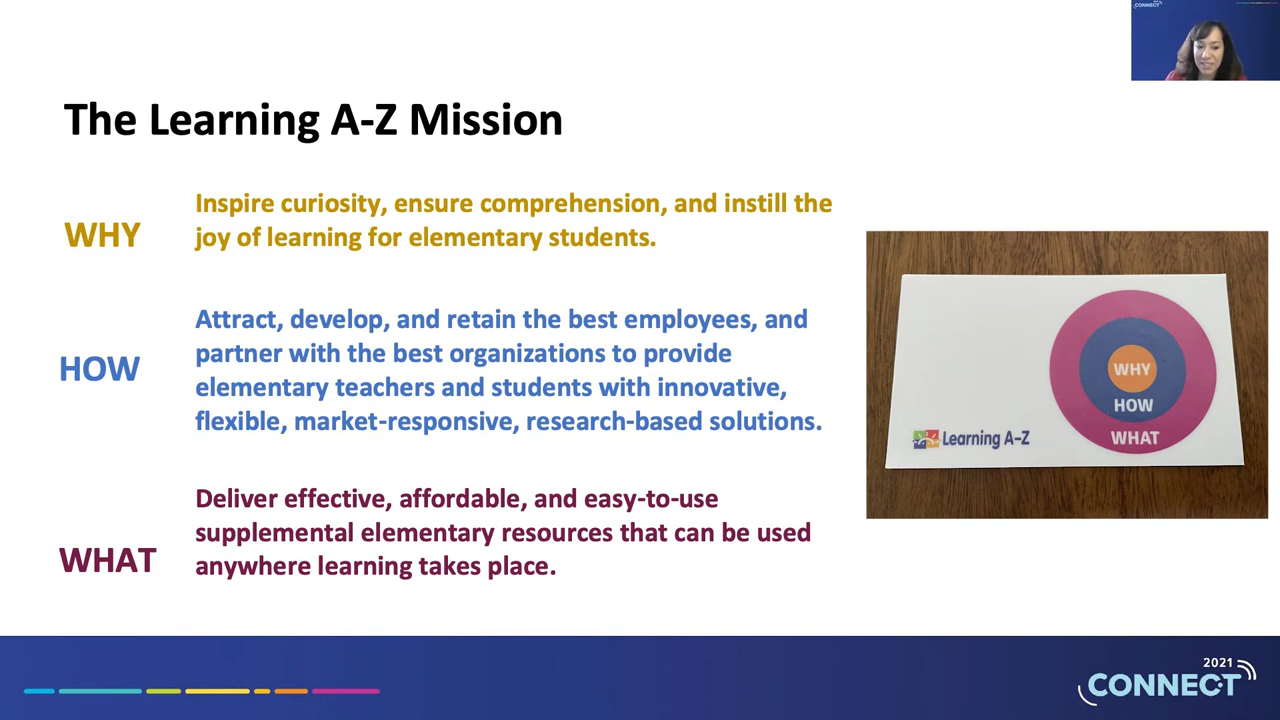 CONNECT
The Learning A-Z Mission
WHY
Inspire curiosity, ensure comprehension, and instill the
joy of learning for elementary students.
HOW
Attract, develop, and retain the best employees, and
partner with the best organizations to provide
elementary teachers and students with innovative,
flexible, market-responsive, research-based solutions.
WHAT
Deliver effective, affordable, and easy-to-use
supplemental elementary resources that can be used
anywhere learning takes place.
WHY
HOW
WHAT
Learning A-Z
2021
CONNECT